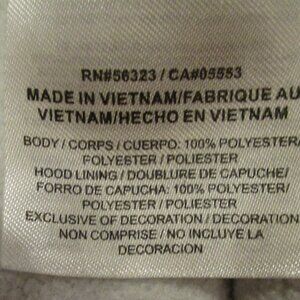 RN#56323 / CA#05553
MADE IN VIETNAM/FABRIQUE AU
VIETNAM/HECHO EN VIETNAM
BODY / CORPS / CUERPO: 100% POLYESTER/
POLYESTER / POLIESTER
HOOD LINING / DOUBLURE DE CAPUCHE/
FORRO DE CAPUCHA: 100% POLYESTER/
POLYESTER / POLIESTER
EXCLUSIVE OF DECORATION / DECORATION
NON COMPRISE / NO INCLUYE LA
DECORACION